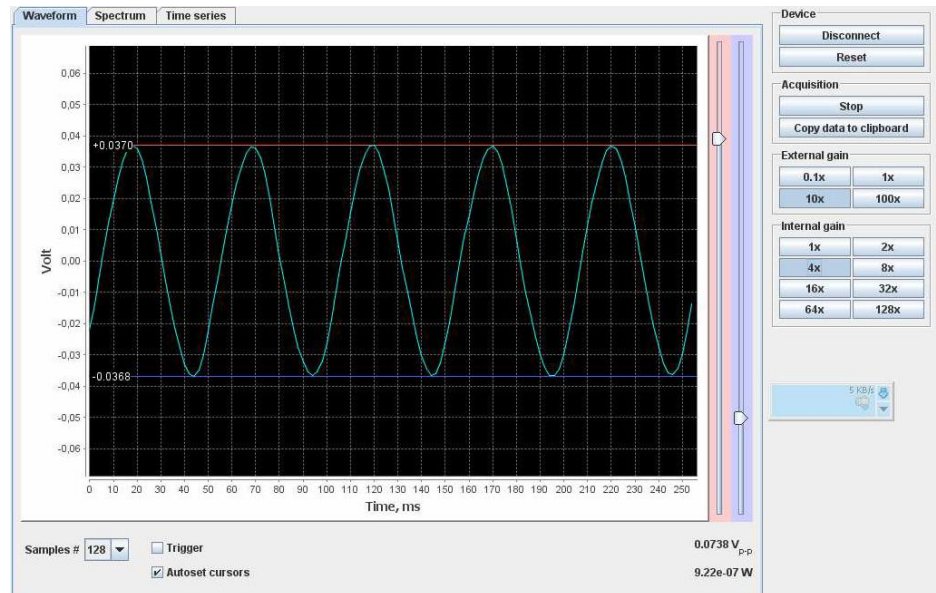 Waveform Spectrum Time series
0,06
0,05
0,04
+0.0370
0,03
0,02
0,01
0,00
-0,01
-0,02
-0,03
-0.0368
-0,04
-0,05
-0,06
Volt
0 10 20 30 40 50 60 70 80 90 100 110 120 130 140 150 160 170 180 190 200 210 220 230 240 250
Time, ms
Samples # 128
Trigger
Autoset cursors
0.0738 Vp-p
9.22e-07 W
Device
Disconnect
Reset
Acquisition
Stop
Copy data to clipboard
External gain
0.1x 1x
10x 100x
Internal gain
1x 2x
4x 8x
16x 32x
64x 128x
5 KB/s